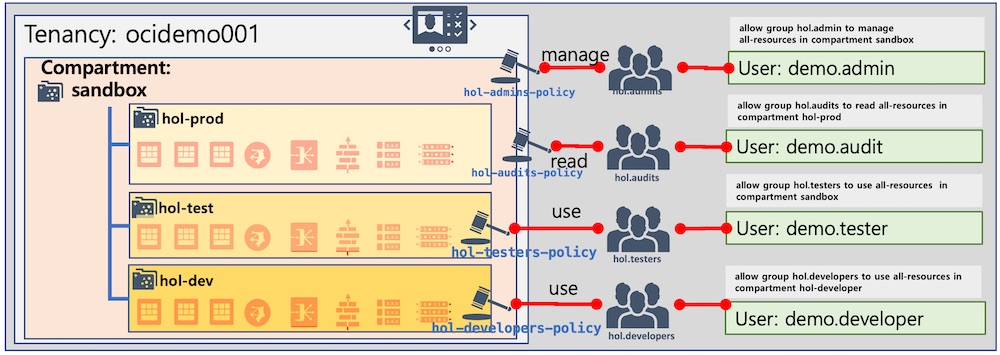 Tenancy: ocidemo001
Compartment:
sandbox
manage
hol-admins-policy
hol.admins
allow group hol.admin to manage
all-resources in compartment sandbox
User: demo.admin
hol-prod
read
hol-audits-policy
hol.audits
allow group hol.audits to read all-resources in
compartment hol-prod
User: demo.audit
hol-test
use
hol-testers-policy
hol.testers
allow group hol.testers to use all-resources in
compartment sandbox
User: demo.tester
hol-dev
use
hol-developers-policy
hol.developers
allow group hol.developers to use all-resources in
compartment hol-developer
User: demo.developer